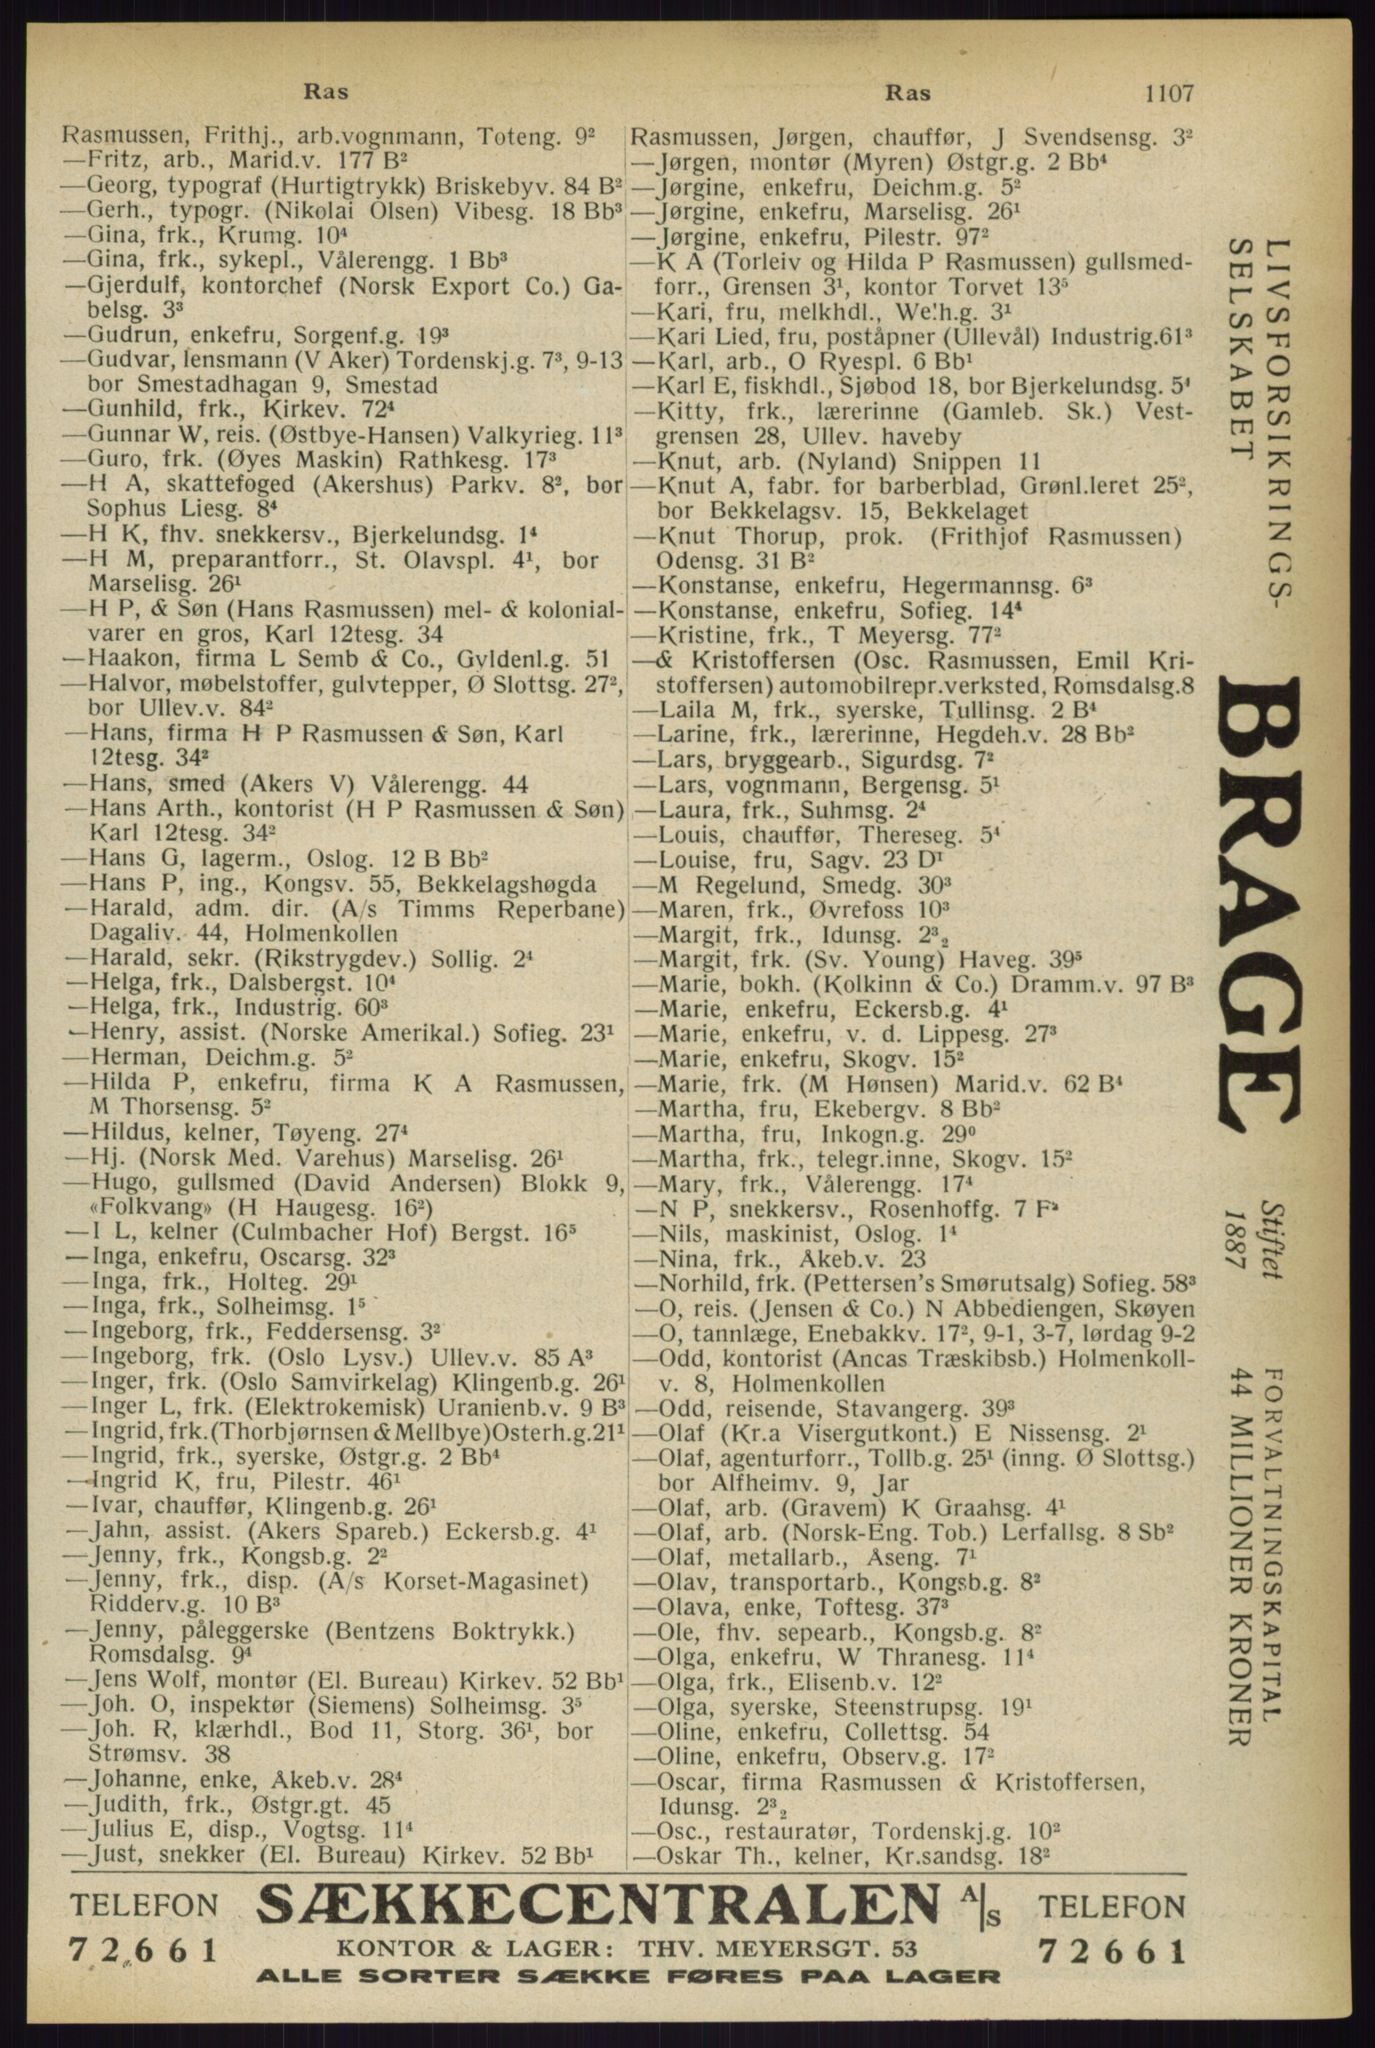 Ras
Ras
1107
Rasmussen, Frithj., arb.vognmann, Toteng. 9²
—Fritz, arb., Marid.v. 177 B²
—Georg, typograf (Hurtigtrykk) Briskebyv. 84 B²
—Gerh., typogr. (Nikolai Olsen) Vibesg. 18 Bb³
—Gina, frk., Krumg. 10⁴
—Gina, frk., sykepl., Vålerengg. 1 Bb³
—Gjerdulf, kontorchef (Norsk Export Co.) Ga-
belsg. 3³
—Gudrun, enkefru, Sorgenf.g. 19³
—Gudvar, lensmann (V Aker) Tordenskj.g. 7³, 9-13
bor Smestadhagan 9, Smestad
—Gunhild, frk., Kirkev. 72⁴
—Gunnar W, reis. (Østbye-Hansen) Valkyrieg. 11³
—Guro, frk. (Øyes Maskin) Rathkesg. 17³
—H A, skattefoged (Akershus) Parkv. 8², bor
Sophus Liesg. 8⁴
—H K, fhv. snekkersv., Bjerkelundsg. 1⁴
—H M, preparantforr., St. Olavspl. 4¹, bor
Marselisg. 26¹
—H P, & Søn (Hans Rasmussen) mel- & kolonial-
varer en gros, Karl 12tesg. 34
—Haakon, firma L Semb & Co., Gyldenl.g. 51
—Halvor, møbelstoffer, gulvtepper, Ø Slottsg. 27²,
bor Ullev.v. 84²
—Hans, firma H P Rasmussen & Søn, Karl
12tesg. 34²
—Hans, smed (Akers V) Vålerengg. 44
—Hans Arth., kontorist (H P Rasmussen & Søn)
Karl 12tesg. 34²
—Hans G, lagerm., Oslog. 12 B Bb²
—Hans P, ing., Kongsv. 55, Bekkelagshøgda
—Harald, adm. dir. (A/s Timms Reperbane)
Dagaliv. 44, Holmenkollen
—Harald, sekr. (Rikstrygdev.) Sollig. 2⁴
—Helga, frk., Dalsbergst. 10⁴
—Helga, frk., Industrig. 60³
—Henry, assist. (Norske Amerikal.) Sofieg. 23¹
—Herman, Deichm.g. 5²
—Hilda P, enkefru, firma K A Rasmussen,
M Thorsensg. 5²
—Hildus, kelner, Tøyeng. 27⁴
—Hj. (Norsk Med. Varehus) Marselisg. 26¹
—Hugo, gullsmed (David Andersen) Blokk 9,
«Folkvang» (H Haugesg. 16²)
—I L, kelner (Culmbacher Hof) Bergst. 16⁵
—Inga, enkefru, Oscarsg. 32³
—Inga, frk., Holteg. 29¹
—Inga, frk., Solheimsg. 1⁵
—Ingeborg, frk., Feddersensg. 3²
—Ingeborg, frk. (Oslo Lysv.) Ullev.v. 85 A³
—Inger, frk. (Oslo Samvirkelag) Klingenb.g. 26¹
—Inger L, frk. (Elektrokemisk) Uranienb.v. 9 B³
—Ingrid, frk.(Thorbjørnsen & Mellbye)Osterh.g.21¹
—Ingrid, frk., syerske, Østgr.g. 2 Bb⁴
—Ingrid K, fru, Pilestr. 46¹
—Ivar, chauffør, Klingenb.g. 26¹
—Jahn, assist. (Akers Spareb.) Eckersb.g. 4¹
—Jenny, frk., Kongsb.g. 2²
—Jenny, frk., disp. (A/s Korset-Magasinet)
Ridderv.g. 10 B³
—Jenny, påleggerske (Bentzens Boktrykk.)
Romsdalsg. 9⁴
—Jens Wolf, montør (El. Bureau) Kirkev. 52 Bb¹
—Joh. O, inspektør (Siemens) Solheimsg. 3⁵
—Joh. R, klærhdl., Bod 11, Storg. 36¹, bor
Strømsv. 38
—Johanne, enke, Åkeb.v. 28⁴
—Judith, frk., Østgr.gt. 45
—Julius E, disp., Vogtsg. 11⁴
—Just, snekker (El. Bureau) Kirkev. 52 Bb¹
Rasmussen, Jørgen, chauffør, J Svendsensg. 3²
—Jørgen, montør (Myren) Østgr.g. 2 Bb⁴
—Jørgine, enkefru, Deichm.g. 5²
—Jørgine, enkefru, Marselisg. 26¹
—Jørgine, enkefru, Pilestr. 97²
—K A (Torleiv og Hilda P Rasmussen) gullsmed-
forr., Grensen 3¹, kontor Torvet 13⁵
—Kari, fru, melkhdl., Welh.g. 3¹
—Kari Lied, fru, poståpner (Ullevål) Industrig.61³
—Karl, arb., O Ryespl. 6 Bb¹
—Karl E, fiskhdl., Sjøbod 18, bor Bjerkelundsg. 5⁴
—Kitty, frk., lærerinne (Gamleb. Sk.) Vest-
grensen 28, Ullev. haveby
—Knut, arb. (Nyland) Snippen 11
—Knut A, fabr. for barberblad, Grønl.leret 25²,
bor Bekkelagsv. 15, Bekkelaget
—Knut Thorup, prok. (Frithjof Rasmussen)
Odensg. 31 B²
—Konstanse, enkefru, Hegermannsg. 6³
—Konstanse, enkefru, Sofieg. 14⁴
—Kristine, frk., T Meyersg. 77²
—& Kristoffersen (Osc. Rasmussen, Emil Kri-
stoffersen) automobilrepr.verksted, Romsdalsg.8
—Laila M, frk., syerske, Tullinsg. 2 B⁴
—Larine, frk., lærerinne, Hegdeh.v. 28 Bb²
—Lars, bryggearb., Sigurdsg. 7²
—Lars, vognmann, Bergensg. 5¹
—Laura, frk., Suhmsg. 2⁴
—Louis, chauffør, Thereseg. 5⁴
—Louise, fru, Sagv. 23 D¹
—M Regelund, Smedg. 30³
—Maren, frk., Øvrefoss 10³
—Margit, frk., Idunsg. 2³₂
—Margit, frk. (Sv. Young) Haveg. 39⁵
—Marie, bokh. (Kolkinn & Co.) Dramm.v. 97 B³
—Marie, enkefru, Eckersb.g. 4¹
—Marie, enkefru, v. d. Lippesg. 27³
—Marie, enkefru, Skogv. 15²
—Marie, frk. (M Hønsen) Marid.v. 62 B⁴
—Martha, fru, Ekebergv. 8 Bb²
—Martha, fru, Inkogn.g. 29⁰
—Martha, frk., telegr.inne, Skogv. 15²
—Mary, frk., Vålerengg. 17⁴
—N P, snekkersv., Rosenhoffg. 7 F²
—Nils, maskinist, Oslog. 1⁴
—Nina, frk., Åkeb.v. 23
—Norhild, frk. (Pettersen's Smørutsalg) Sofieg. 58³
—O, reis. (Jensen & Co.) N Abbediengen, Skøyen
—O, tannlæge, Enebakkv. 17², 9-1, 3-7, lørdag 9-2
—Odd, kontorist (Ancas Træskibsb.) Holmenkoll-
v. 8, Holmenkollen
—Odd, reisende, Stavangerg. 39³
—Olaf (Kr.a Visergutkont.) E Nissensg. 2¹
—Olaf, agenturforr., Tollb.g. 25¹ (inng. Ø Slottsg.)
bor Alfheimv. 9, Jar
—Olaf, arb. (Gravem) K Graahsg. 4¹
—Olaf, arb. (Norsk-Eng. Tob.) Lerfallsg. 8 Sb²
—Olaf, metallarb., Åseng. 7¹
—Olav, transportarb., Kongsb.g. 8²
—Olava, enke, Toftesg. 37³
—Ole, fhv. sepearb., Kongsb.g. 8²
—Olga, enkefru, W Thranesg. 11⁴
—Olga, frk., Elisenb.v. 12²
—Olga, syerske, Steenstrupsg. 19¹
—Oline, enkefru, Collettsg. 54
—Oline, enkefru, Observ.g. 17²
—Oscar, firma Rasmussen & Kristoffersen,
Idunsg. 2³₂
—Osc., restauratør, Tordenskj.g. 10²
—Oskar Th., kelner, Kr.sandsg. 18²
LIVSFORSIKRINGS-
SELSKABET
BRAGE
Stiftet
1887
FORVALTNINGSKAPITAL
44 MILLIONER KRONER
TELEFON
72661
SÆKKECENTRALEN A/S
KONTOR & LAGER: THV. MEYERSGT. 53
ALLE SORTER SÆKKE FØRES PAA LAGER
TELEFON
72661